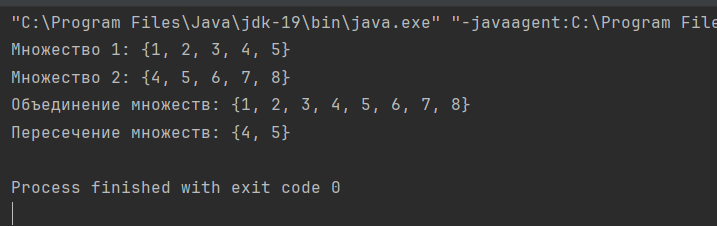 "C:\Program Files\Java\jdk-19\bin\java.exe" "-javaagent:C:\Program File
Множество 1: {1, 2, 3, 4, 5}
Множество 2: {4, 5, 6, 7, 8}
Объединение множеств: {1, 2, 3, 4, 5, 6, 7, 8}
Пересечение множеств: {4, 5}
Process finished with exit code 0